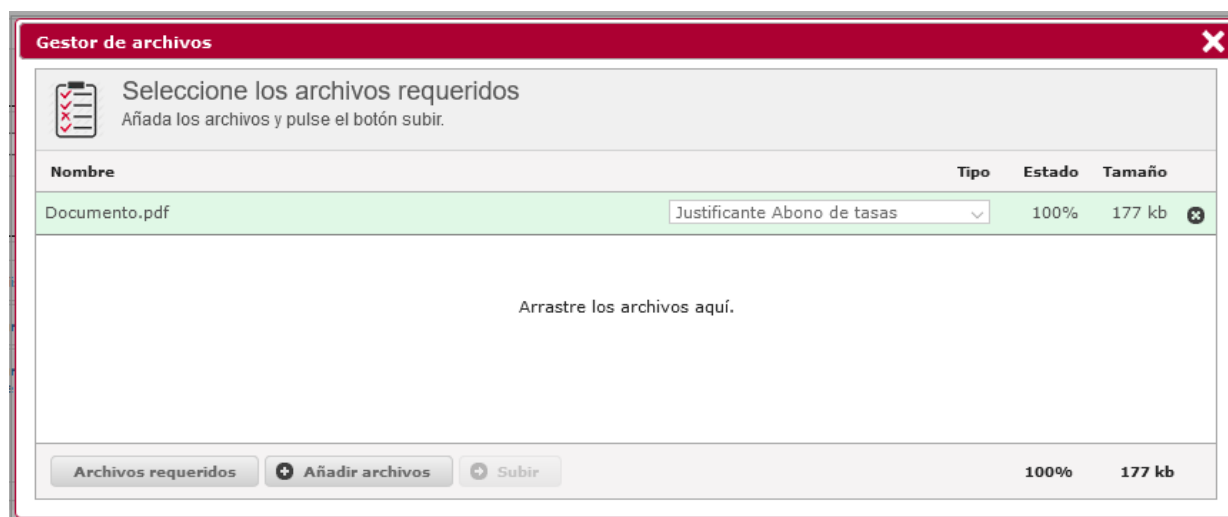 Gestor de archivos
Seleccione los archivos requeridos
Añada los archivos y pulse el botón subir.
Nombre Tipo Estado Tamaño
Documento.pdf Justificante Abono de tasas 100% 177 kb
Arrastre los archivos aquí.
Archivos requeridos Añadir archivos Subir 100% 177 kb